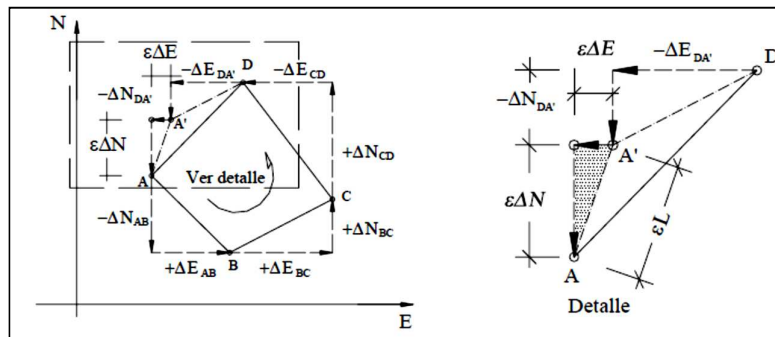 N
εΔE
−ΔE_DA'
−ΔE_CD
D
−ΔN_DA'
A'
εΔN
+ΔN_CD
A
Ver detalle
C
−ΔN_AB
+ΔN_BC
B
+ΔE_AB
+ΔE_BC
E
εΔE
−ΔE_DA'
D
−ΔN_DA'
A'
εΔN
εL
A
Detalle